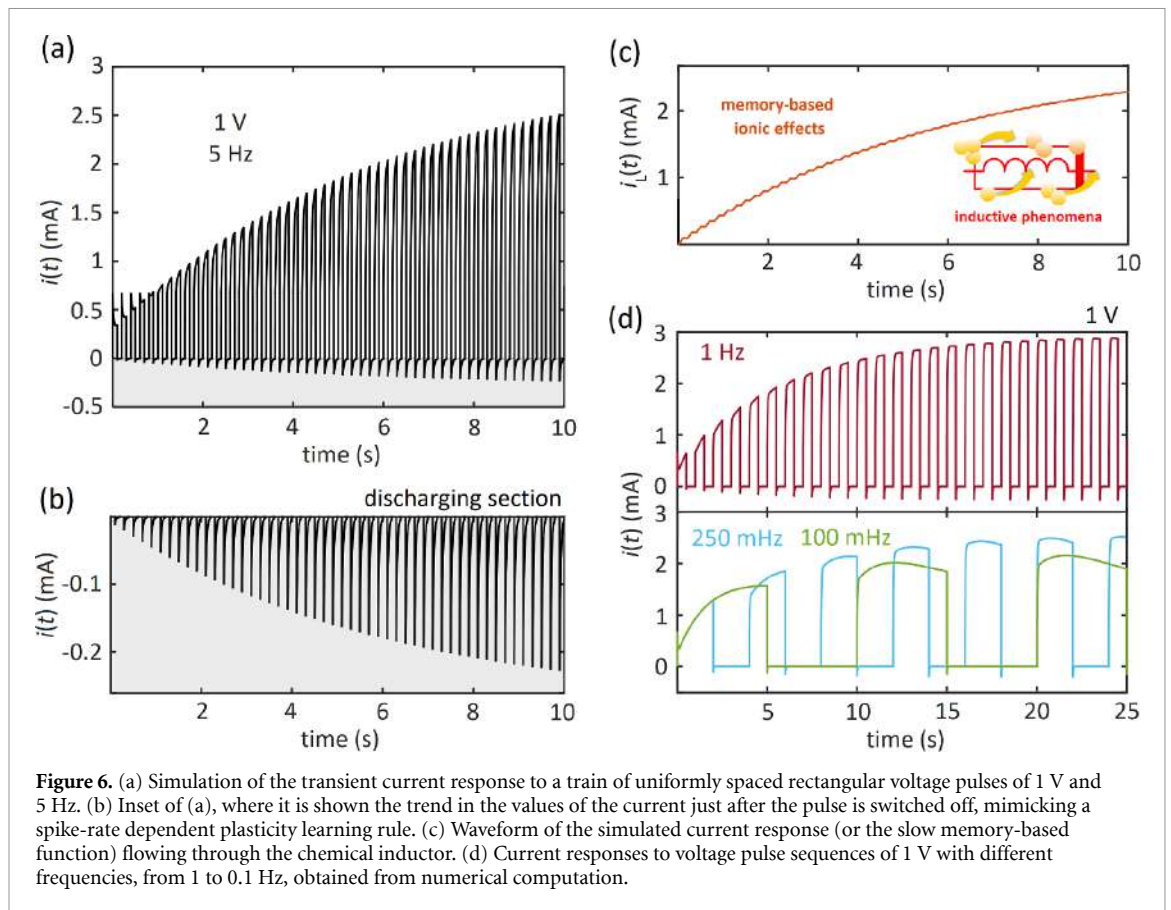 (a)
3
2.5
2
1.5
1
0.5
0
-0.5
1 V
5 Hz
i(t) (mA)
2 4 6 8 10
time (s)
(b)
discharging section
-0.1
-0.2
i(t) (mA)
2 4 6 8 10
time (s)
(c)
2
1
memory-based
ionic effects
inductive phenomena
i_L(t) (mA)
2 4 6 8 10
time (s)
(d)
1 V
3
2
1
0
1 Hz
i(t) (mA)
3
2
1
0
250 mHz 100 mHz
5 10 15 20 25
time (s)
Figure 6. (a) Simulation of the transient current response to a train of uniformly spaced rectangular voltage pulses of 1 V and
5 Hz. (b) Inset of (a), where it is shown the trend in the values of the current just after the pulse is switched off, mimicking a
spike-rate dependent plasticity learning rule. (c) Waveform of the simulated current response (or the slow memory-based
function) flowing through the chemical inductor. (d) Current responses to voltage pulse sequences of 1 V with different
frequencies, from 1 to 0.1 Hz, obtained from numerical computation.